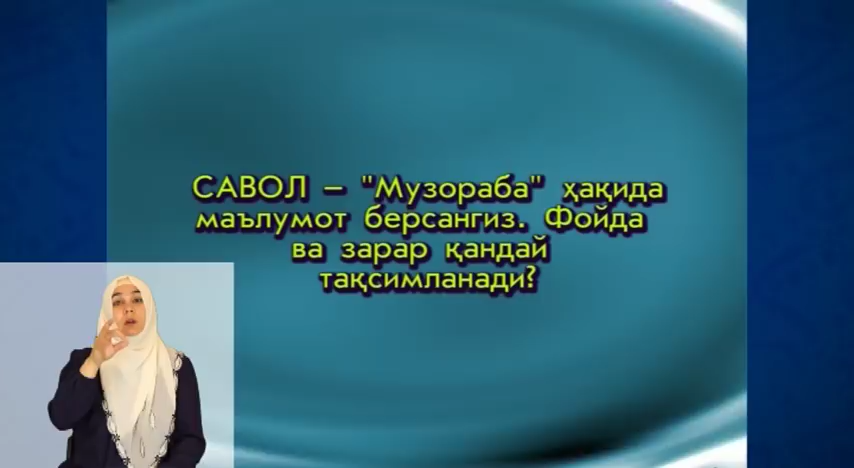 САВОЛ – "Музораба" ҳақида
маълумот берсангиз. Фойда
ва зарар қандай
тақсимланади?